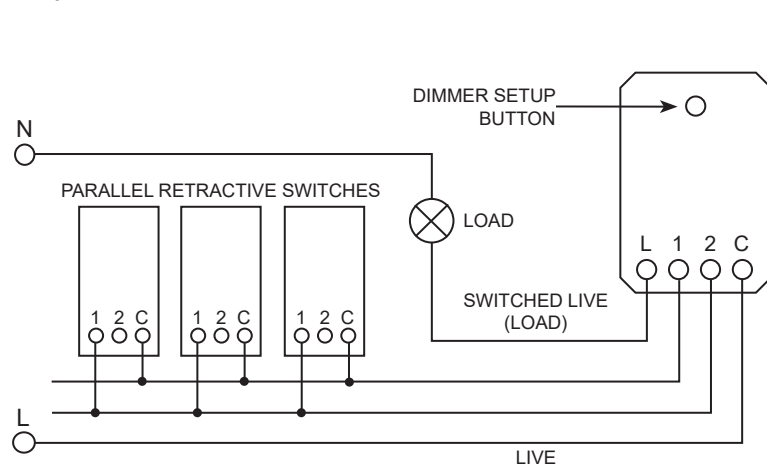 DIMMER SETUP
BUTTON
N
PARALLEL RETRACTIVE SWITCHES
LOAD
L 1 2 C
SWITCHED LIVE
(LOAD)
1 2 C 1 2 C 1 2 C
L
LIVE